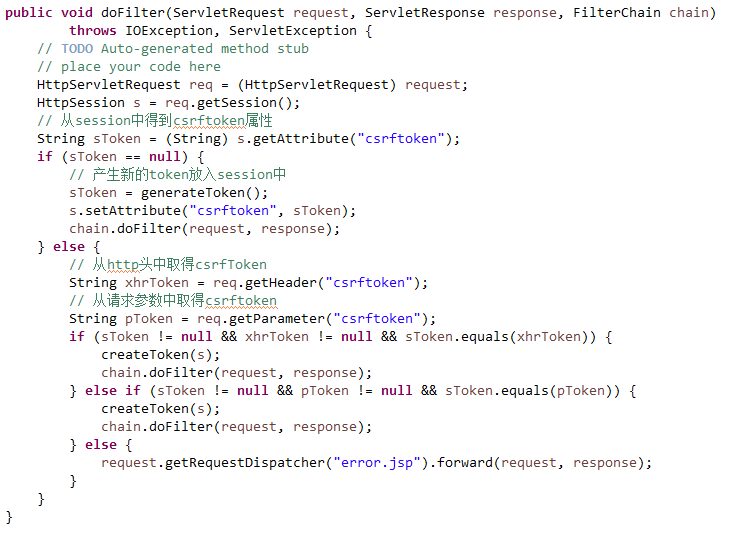 public void doFilter(ServletRequest request, ServletResponse response, FilterChain chain)
        throws IOException, ServletException {
    // TODO Auto-generated method stub
    // place your code here
    HttpServletRequest req = (HttpServletRequest) request;
    HttpSession s = req.getSession();
    // 从session中得到csrftoken属性
    String sToken = (String) s.getAttribute("csrftoken");
    if (sToken == null) {
        // 产生新的token放入session中
        sToken = generateToken();
        s.setAttribute("csrftoken", sToken);
        chain.doFilter(request, response);
    } else {
        // 从http头中取得csrfToken
        String xhrToken = req.getHeader("csrftoken");
        // 从请求参数中取得csrftoken
        String pToken = req.getParameter("csrftoken");
        if (sToken != null && xhrToken != null && sToken.equals(xhrToken)) {
            createToken(s);
            chain.doFilter(request, response);
        } else if (sToken != null && pToken != null && sToken.equals(pToken)) {
            createToken(s);
            chain.doFilter(request, response);
        } else {
            request.getRequestDispatcher("error.jsp").forward(request, response);
        }
    }
}